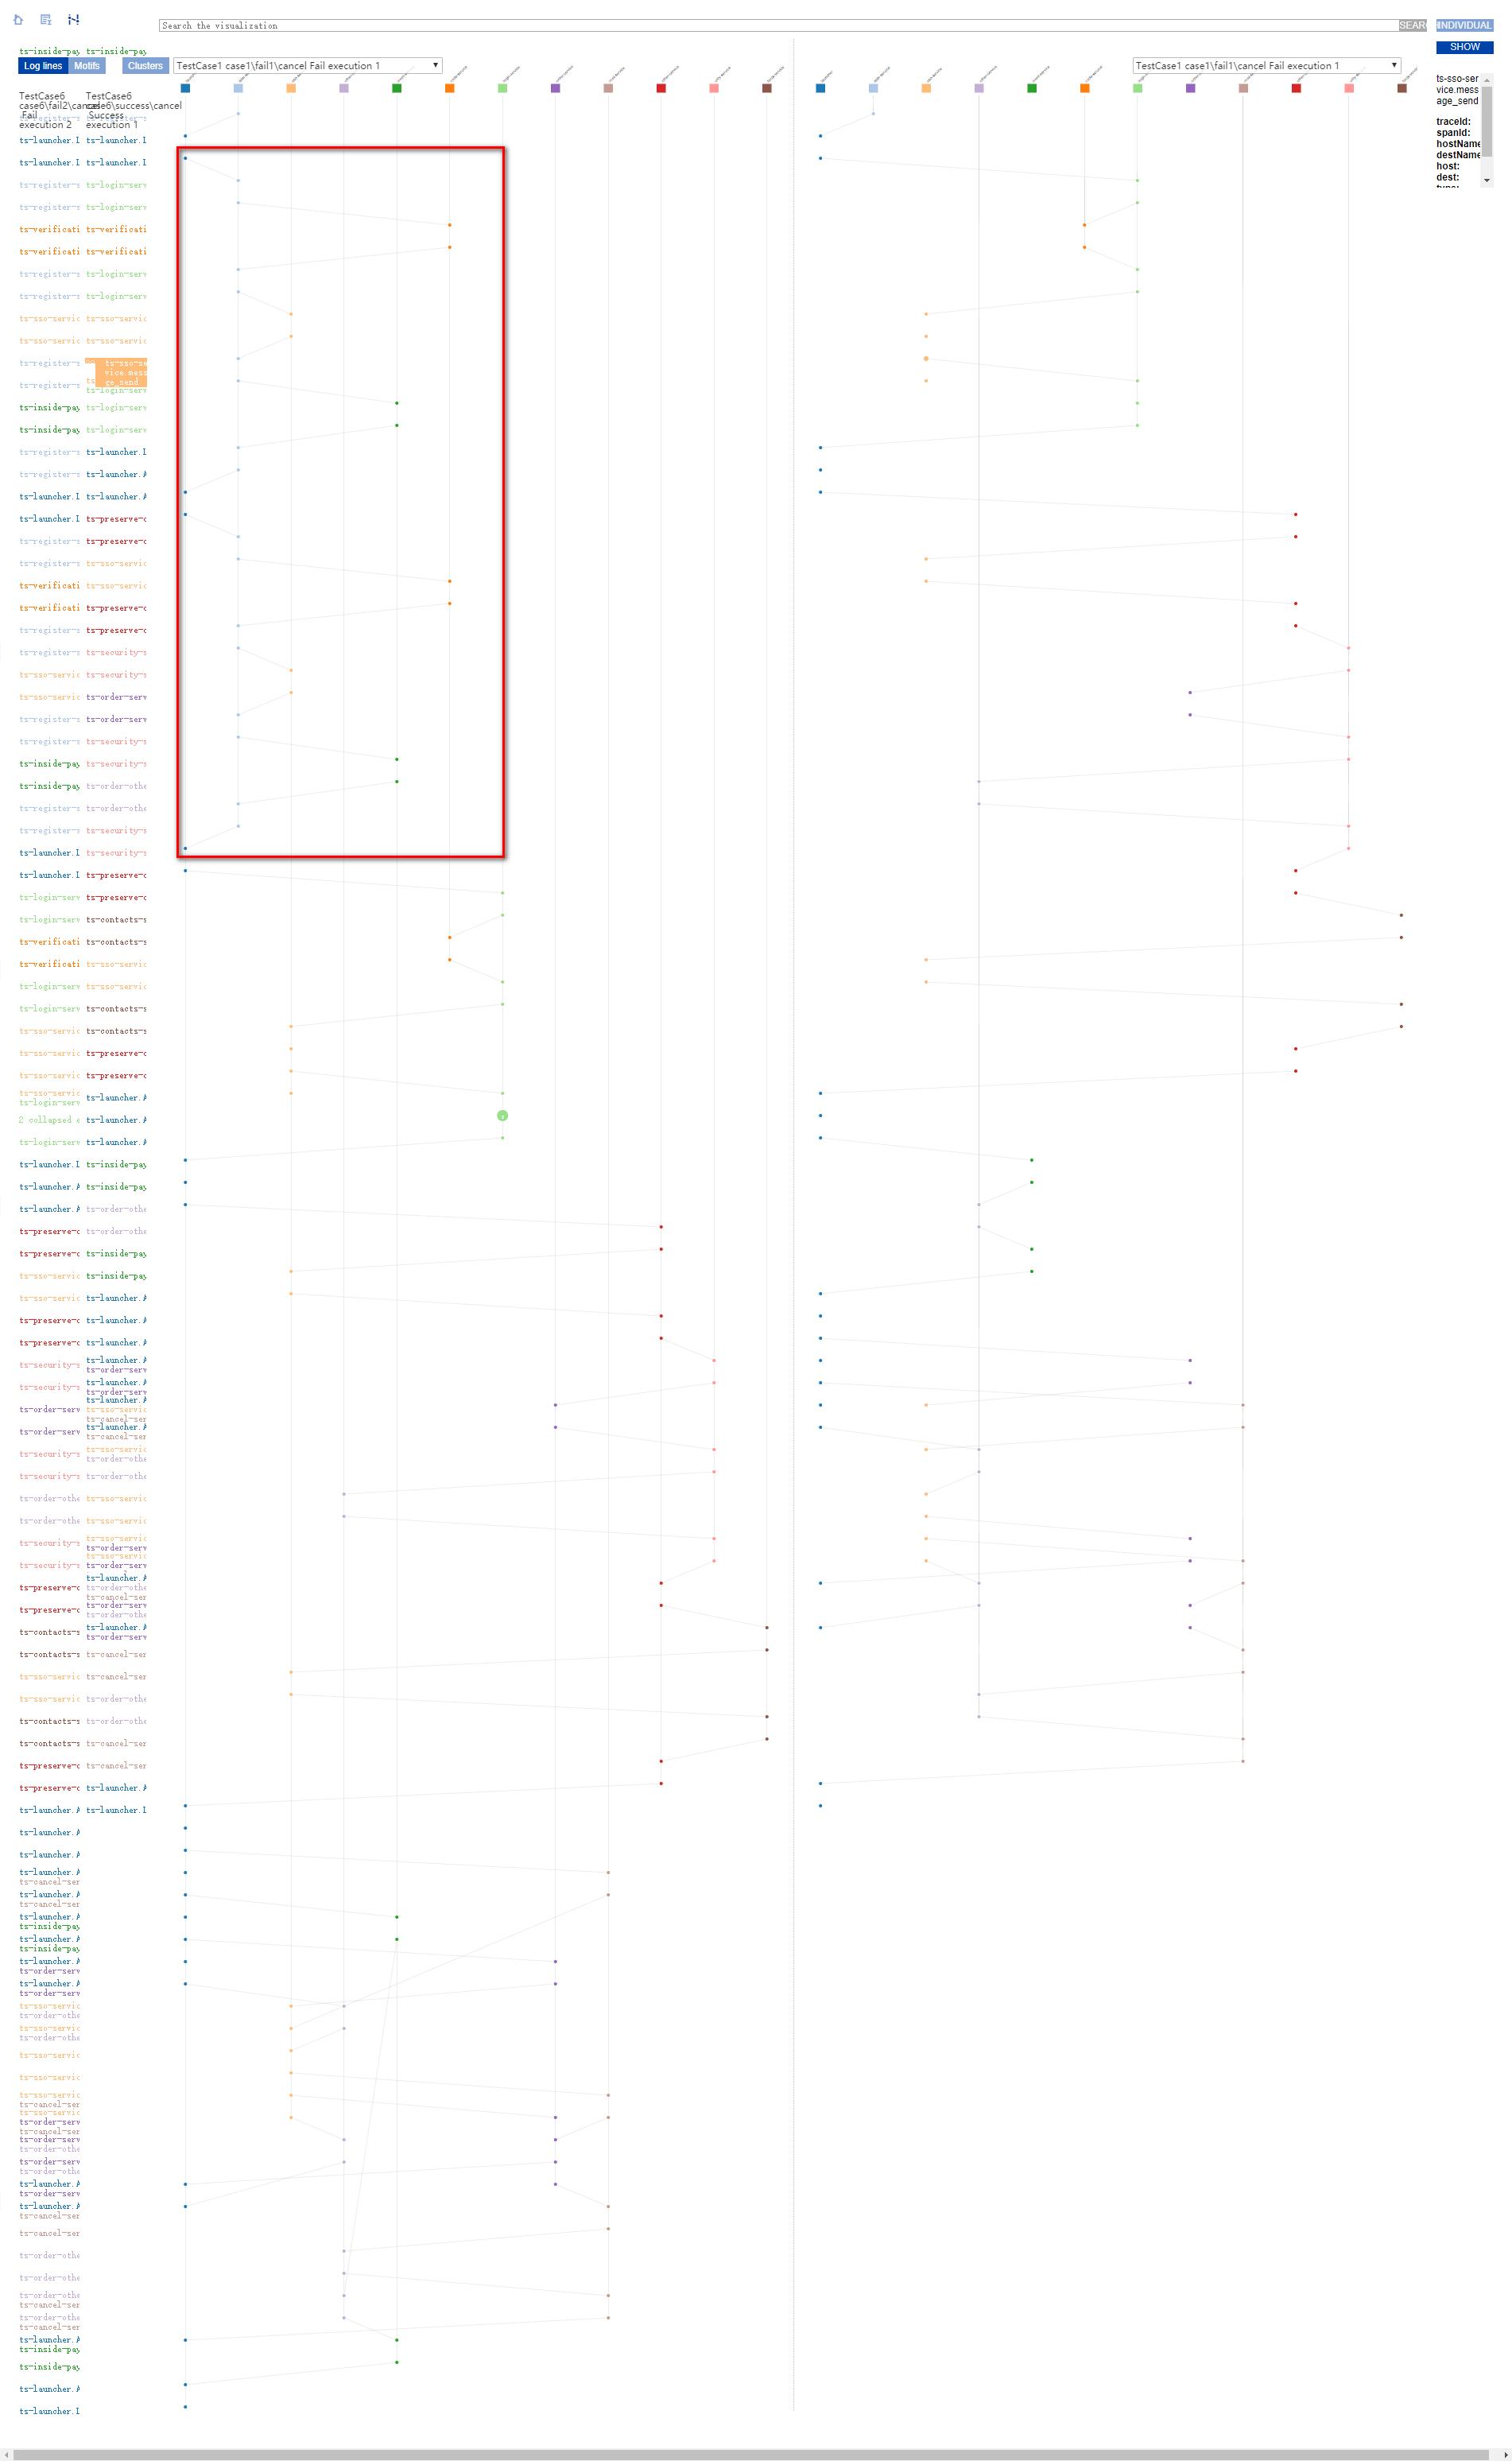 Search the visualization
SEARC
INDIVIDUAL
SHOW
ts-inside-pay
ts-inside-pay
Log lines
Motifs
Clusters
TestCase1 case1\fail1\cancel Fail execution 1
TestCase1 case1\fail1\cancel Fail execution 1
ts-sso-ser
vice.mess
age_send
traceId:
spanId:
hostName
destName
host:
dest:
type:
TestCase6
case6\fail2\cancel
Fail
execution 2
TestCase6
case6\success\cancel
Success
execution 1
ts-launcher.I
ts-launcher.I
ts-register-s
ts-register-s
ts-verificati
ts-verificati
ts-register-s
ts-register-s
ts-sso-servic
ts-sso-servic
ts-register-s
ts-register-s
ts-inside-pay
ts-inside-pay
ts-register-s
ts-register-s
ts-launcher.I
ts-launcher.I
ts-register-s
ts-register-s
ts-verificati
ts-verificati
ts-register-s
ts-register-s
ts-sso-servic
ts-sso-servic
ts-register-s
ts-register-s
ts-inside-pay
ts-inside-pay
ts-register-s
ts-register-s
ts-launcher.I
ts-launcher.I
ts-login-serv
ts-login-serv
ts-verificati
ts-verificati
ts-login-serv
ts-login-serv
ts-sso-servic
ts-sso-servic
ts-sso-servic
ts-sso-servic
ts-login-serv
2 collapsed e
ts-login-serv
ts-launcher.I
ts-launcher.A
ts-launcher.A
ts-preserve-o
ts-preserve-o
ts-sso-servic
ts-sso-servic
ts-preserve-o
ts-preserve-o
ts-security-s
ts-security-s
ts-order-serv
ts-order-serv
ts-security-s
ts-security-s
ts-order-othe
ts-order-othe
ts-security-s
ts-security-s
ts-preserve-o
ts-preserve-o
ts-contacts-s
ts-contacts-s
ts-sso-servic
ts-sso-servic
ts-contacts-s
ts-contacts-s
ts-preserve-o
ts-preserve-o
ts-launcher.A
ts-launcher.A
ts-launcher.A
ts-launcher.A
ts-cancel-ser
ts-launcher.A
ts-cancel-ser
ts-launcher.A
ts-inside-pay
ts-launcher.A
ts-inside-pay
ts-launcher.A
ts-order-serv
ts-launcher.A
ts-order-serv
ts-sso-servic
ts-order-othe
ts-sso-servic
ts-order-othe
ts-sso-servic
ts-sso-servic
ts-sso-servic
ts-cancel-ser
ts-sso-servic
ts-order-serv
ts-cancel-ser
ts-order-serv
ts-order-othe
ts-order-serv
ts-order-othe
ts-launcher.A
ts-order-serv
ts-launcher.A
ts-cancel-ser
ts-cancel-ser
ts-order-othe
ts-order-othe
ts-order-othe
ts-cancel-ser
ts-order-othe
ts-cancel-ser
ts-launcher.A
ts-inside-pay
ts-inside-pay
ts-launcher.A
ts-launcher.I
ts-launcher.I
ts-launcher.I
ts-login-serv
ts-login-serv
ts-verificati
ts-verificati
ts-login-serv
ts-login-serv
ts-sso-servic
ts-sso-servic
ts-sso-se
vice.mess
ge_send
ts-login-serv
ts-login-serv
ts-login-serv
ts-launcher.I
ts-launcher.A
ts-launcher.A
ts-preserve-o
ts-preserve-o
ts-sso-servic
ts-sso-servic
ts-preserve-o
ts-preserve-o
ts-security-s
ts-security-s
ts-order-serv
ts-order-serv
ts-security-s
ts-security-s
ts-order-othe
ts-order-othe
ts-security-s
ts-security-s
ts-preserve-o
ts-preserve-o
ts-contacts-s
ts-contacts-s
ts-sso-servic
ts-sso-servic
ts-contacts-s
ts-contacts-s
ts-preserve-o
ts-preserve-o
ts-launcher.A
ts-launcher.A
ts-launcher.A
ts-inside-pay
ts-inside-pay
ts-order-othe
ts-order-othe
ts-inside-pay
ts-inside-pay
ts-launcher.A
ts-launcher.A
ts-launcher.A
ts-launcher.A
ts-order-serv
ts-launcher.A
ts-order-serv
ts-launcher.A
ts-sso-servic
ts-cancel-ser
ts-launcher.A
ts-cancel-ser
ts-sso-servic
ts-order-othe
ts-order-othe
ts-sso-servic
ts-sso-servic
ts-sso-servic
ts-order-serv
ts-sso-servic
ts-order-serv
ts-launcher.A
ts-order-othe
ts-cancel-ser
ts-order-serv
ts-order-othe
ts-launcher.A
ts-order-serv
ts-cancel-ser
ts-cancel-ser
ts-order-othe
ts-order-othe
ts-cancel-ser
ts-cancel-ser
ts-launcher.A
ts-launcher.I